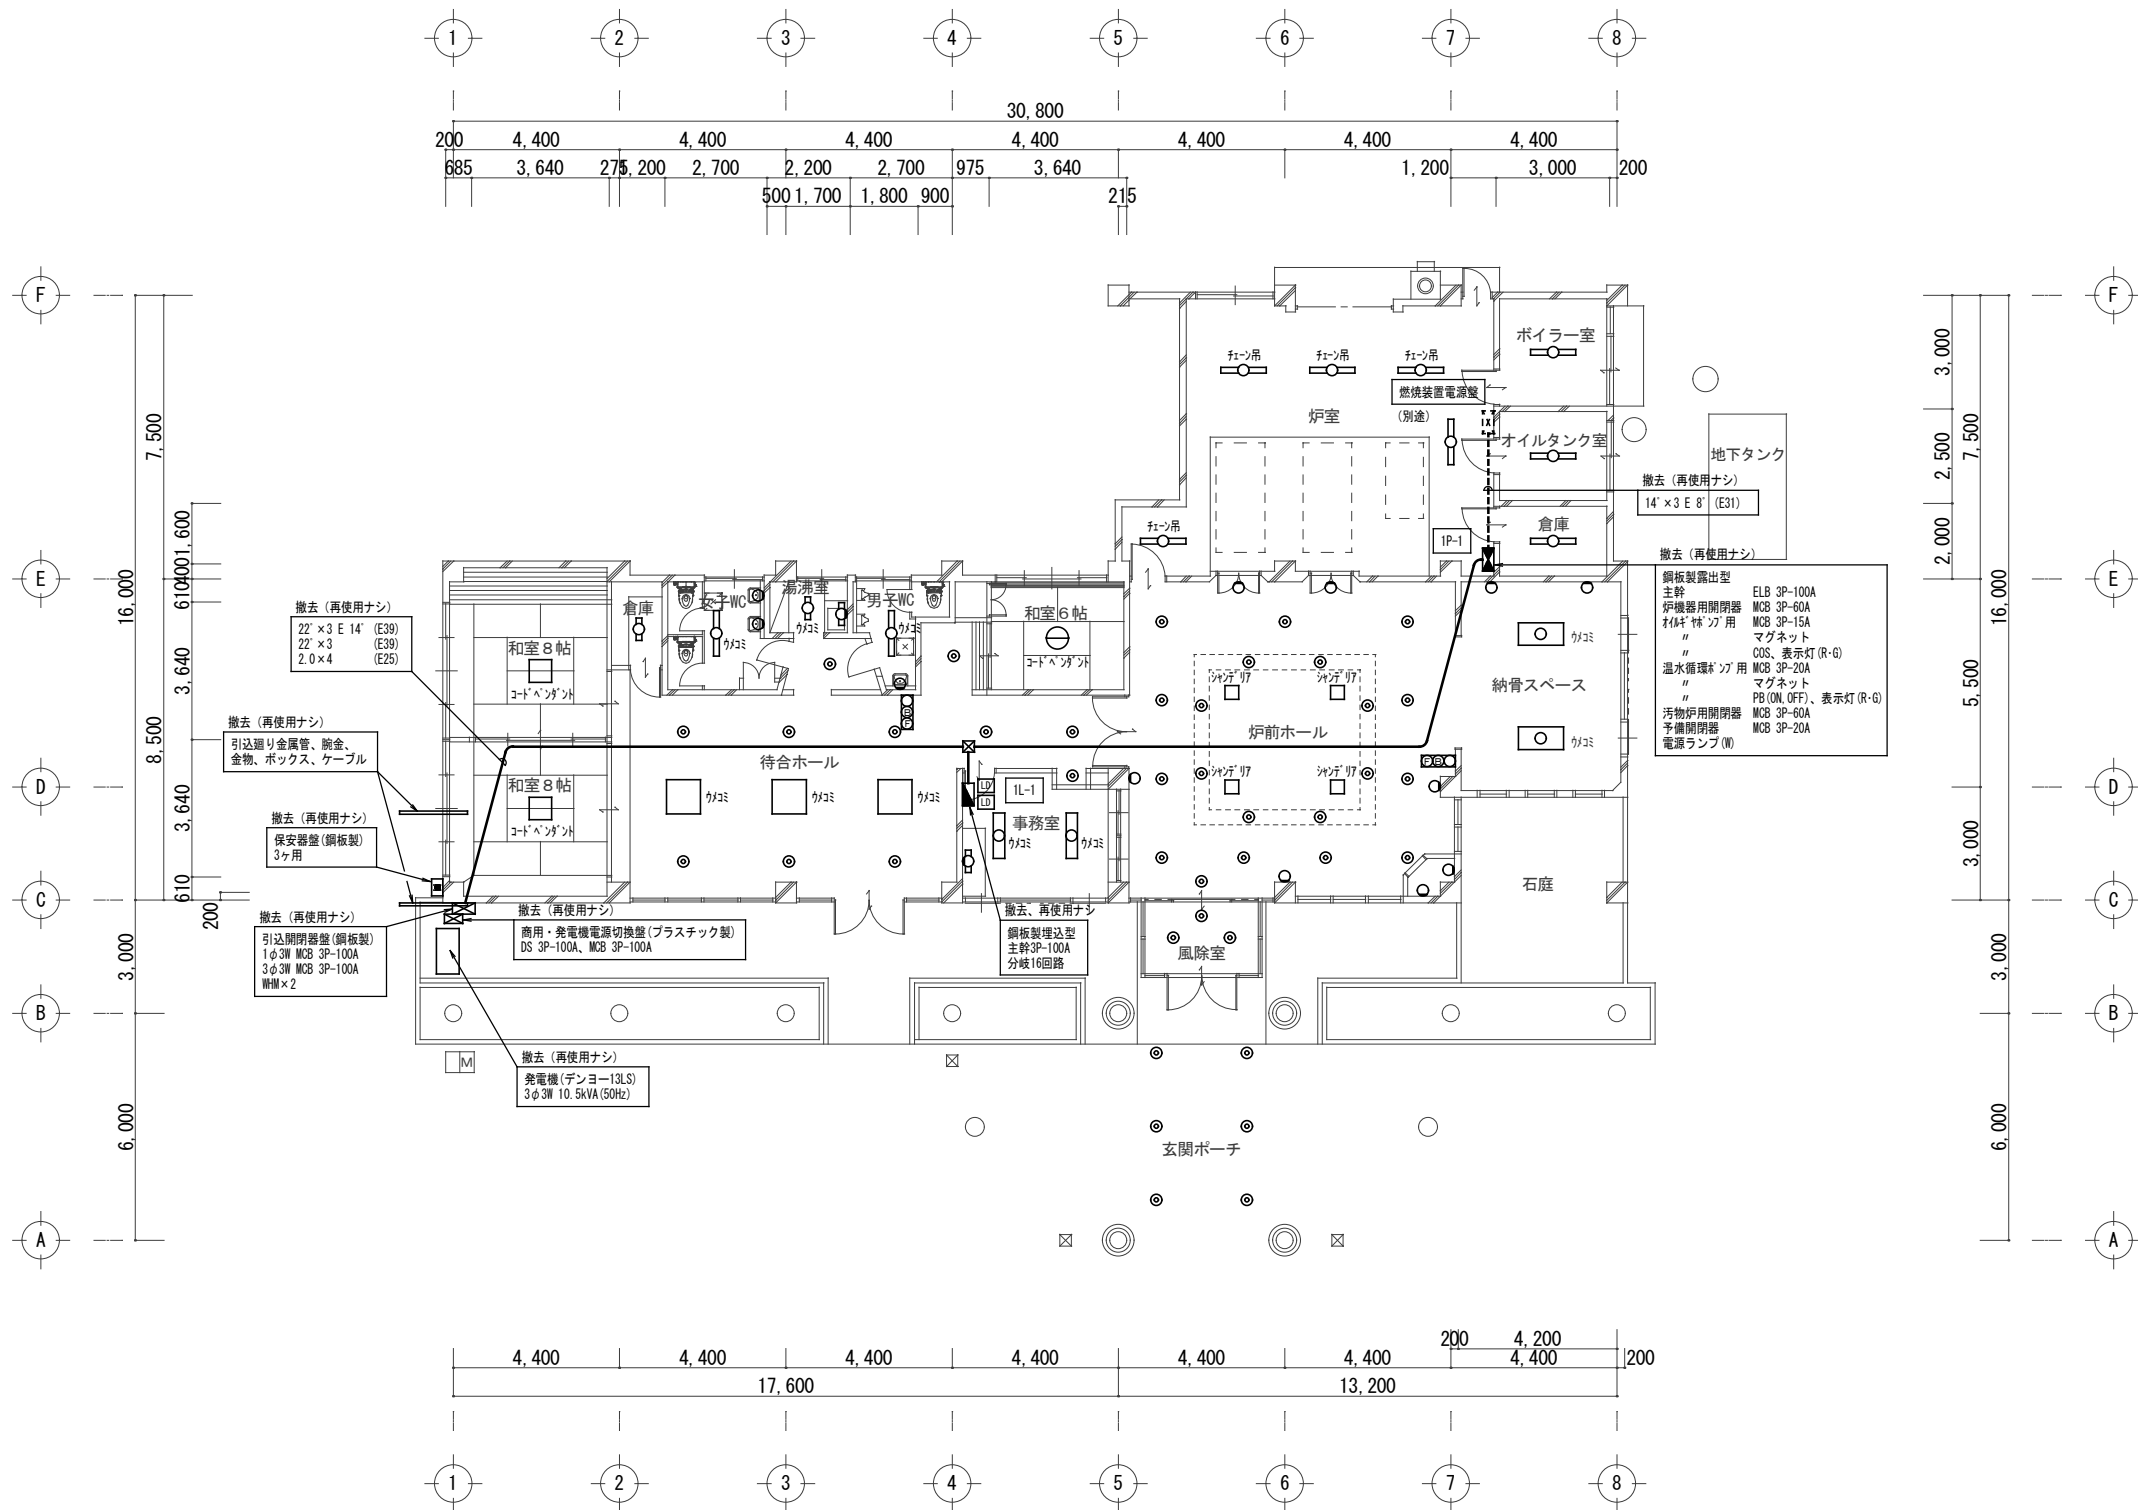 1 2 3 4 5 6 7 8
30,800
200 4,400 4,400 4,400 4,400 4,400 4,400 4,400
685 3,640 275 1,200 2,700 2,200 2,700 975 3,640 1,200 3,000 200
500 1,700 1,800 900 215
F
F
7,500
3,000
7,500
2,500
2,000
ボイラー室
チェーン吊 チェーン吊 チェーン吊
燃焼装置電源盤
(別途)
炉室
オイルタンク室
地下タンク
撤去 (再使用ナシ)
14°×3 E 8° (E31)
倉庫
チェーン吊
1P-1
撤去 (再使用ナシ)
鋼板製露出型
主幹 ELB 3P-100A
炉機器用開閉器 MCB 3P-60A
オイルギヤポンプ用 MCB 3P-15A
〃 マグネット
〃 COS、表示灯(R・G)
温水循環ポンプ用 MCB 3P-20A
〃 マグネット
〃 PB(ON,OFF)、表示灯(R・G)
汚物炉用開閉器 MCB 3P-60A
予備開閉器 MCB 3P-20A
電源ランプ(W)
1,600
400
610
E
E
16,000
16,000
3,640
8,500
3,640
610
200
5,500
3,000
撤去 (再使用ナシ)
22°×3 E 14° (E39)
22°×3 (E39)
2.0×4 (E25)
倉庫
女子WC
湯沸室
男子WC
和室6帖
ウメコミ
ウメコミ
コードペンダント
和室8帖
コードペンダント
シャンデリア シャンデリア
ウメコミ
納骨スペース
炉前ホール
B
F
撤去 (再使用ナシ)
引込廻り金属管、腕金、
金物、ボックス、ケーブル
待合ホール
シャンデリア シャンデリア
ウメコミ
F B
D
D
和室8帖
コードペンダント
ウメコミ ウメコミ ウメコミ
LD
LD
1L-1
事務室
ウメコミ ウメコミ
撤去 (再使用ナシ)
保安器盤(鋼板製)
3ヶ用
石庭
C
C
撤去 (再使用ナシ)
引込開閉器盤(鋼板製)
1φ3W MCB 3P-100A
3φ3W MCB 3P-100A
WHM×2
撤去 (再使用ナシ)
商用・発電機電源切換盤(プラスチック製)
DS 3P-100A、MCB 3P-100A
撤去、再使用ナシ
鋼板製埋込型
主幹3P-100A
分岐16回路
風除室
3,000
3,000
B
B
M
撤去 (再使用ナシ)
発電機(デンヨー13LS)
3φ3W 10.5kVA(50Hz)
6,000
6,000
玄関ポーチ
A
A
200 4,200
4,400 4,400 4,400 4,400 4,400 4,400 4,400 200
17,600 13,200
1 2 3 4 5 6 7 8